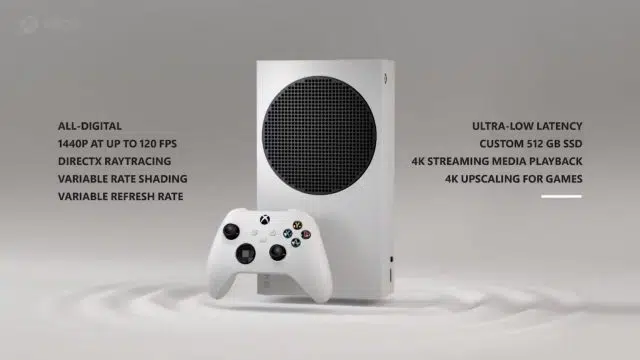 XBOX
ALL-DIGITAL
1440P AT UP TO 120 FPS
DIRECTX RAYTRACING
VARIABLE RATE SHADING
VARIABLE REFRESH RATE
ULTRA-LOW LATENCY
CUSTOM 512 GB SSD
4K STREAMING MEDIA PLAYBACK
4K UPSCALING FOR GAMES